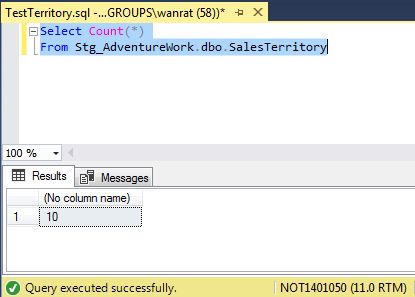 TestTerritory.sql -...GROUPS\wanrat (58))*
Select Count(*)
From Stg_AdventureWork.dbo.SalesTerritory
100 %
Results Messages
(No column name)
1 10
Query executed successfully. NOT1401050 (11.0 RTM)